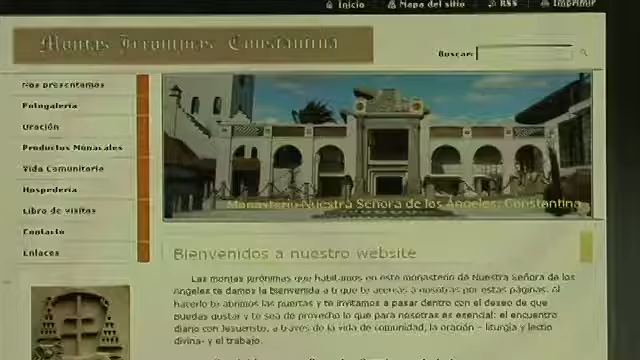 Inicio Mapa del sitio RSS Imprimir
Monjas Jerónimas Constantina
Buscar:
Nos presentamos
Fotogalería
Oración
Productos Monacales
Vida Comunitaria
Hospedería
Libro de visitas
Contacto
Enlaces
Monasterio Nuestra Señora de los Ángeles, Constantina
Bienvenidos a nuestro website
Las monjas jerónimas que habitamos en este monasterio de Nuestra Señora de los
Ángeles te damos la bienvenida a ti que te acercas a nosotras por estas páginas. Al
hacerlo te abrimos las puertas y te invitamos a pasar dentro con el deseo de que
puedas gustar y te sea de provecho lo que para nosotras es esencial: el encuentro
diario con Jesucristo, a través de la vida de comunidad, la oración – liturgia y lectio
divina- y el trabajo.